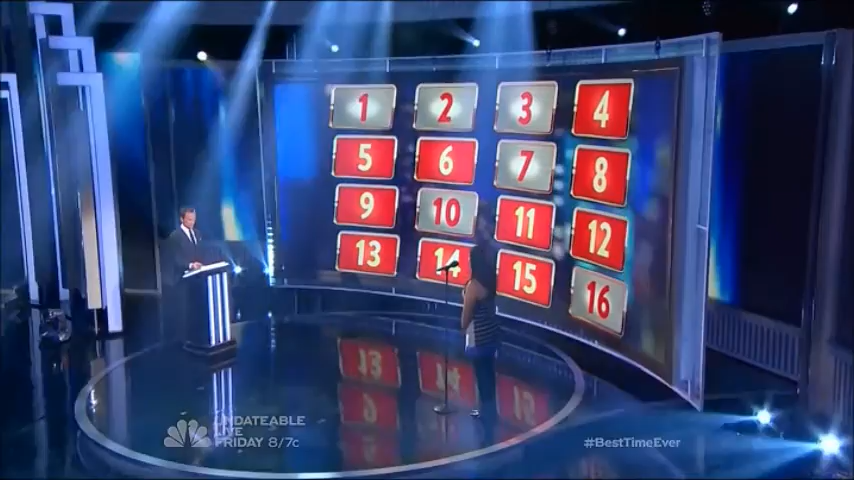 1 2 3 4
5 6 7 8
9 10 11 12
13 14 15 16
UNDATEABLE
LIVE
FRIDAY 8/7c
#BestTimeEver